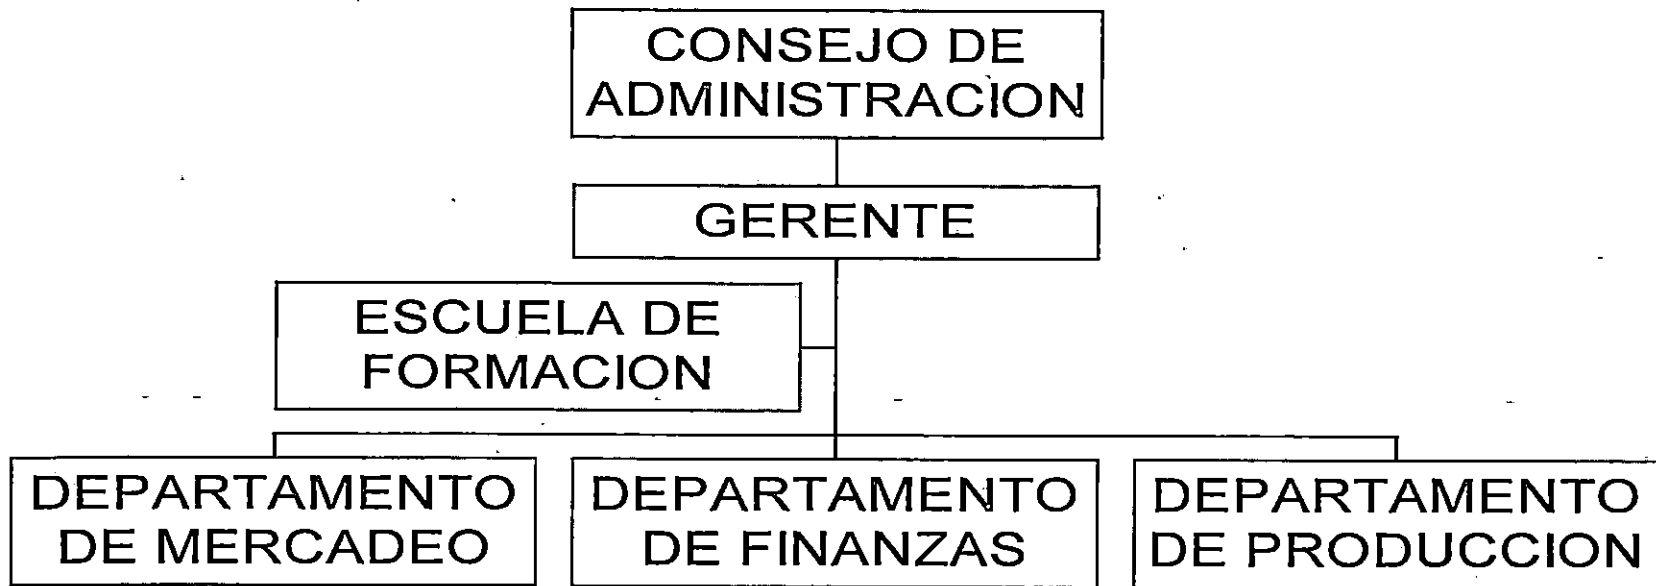 CONSEJO DE
ADMINISTRACION
GERENTE
ESCUELA DE
FORMACION
DEPARTAMENTO
DE MERCADEO
DEPARTAMENTO
DE FINANZAS
DEPARTAMENTO
DE PRODUCCION